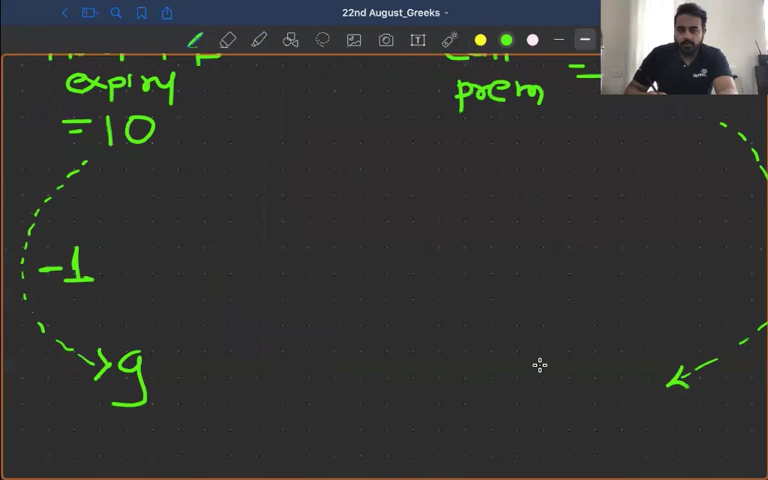 22nd August_Greeks
expiry
= 10
prem
=
-1
9